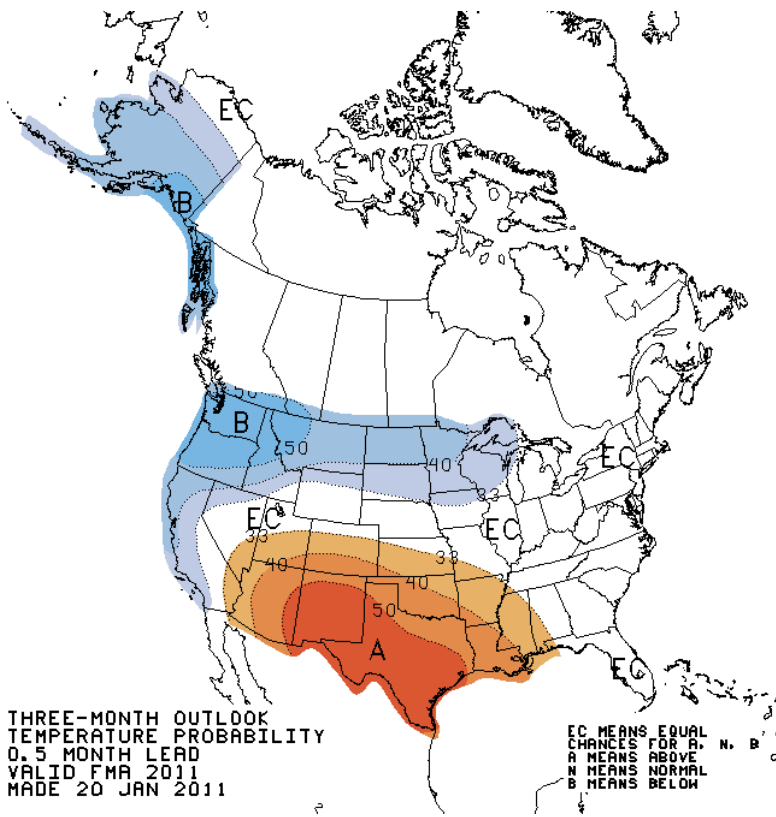 EC
B
50
B
50
40
33
EC
EC
EC
33
33
40
40
50
A
EC
THREE-MONTH OUTLOOK
TEMPERATURE PROBABILITY
0.5 MONTH LEAD
VALID FMA 2011
MADE 20 JAN 2011
EC MEANS EQUAL
CHANCES FOR A, N, B
A MEANS ABOVE
N MEANS NORMAL
B MEANS BELOW